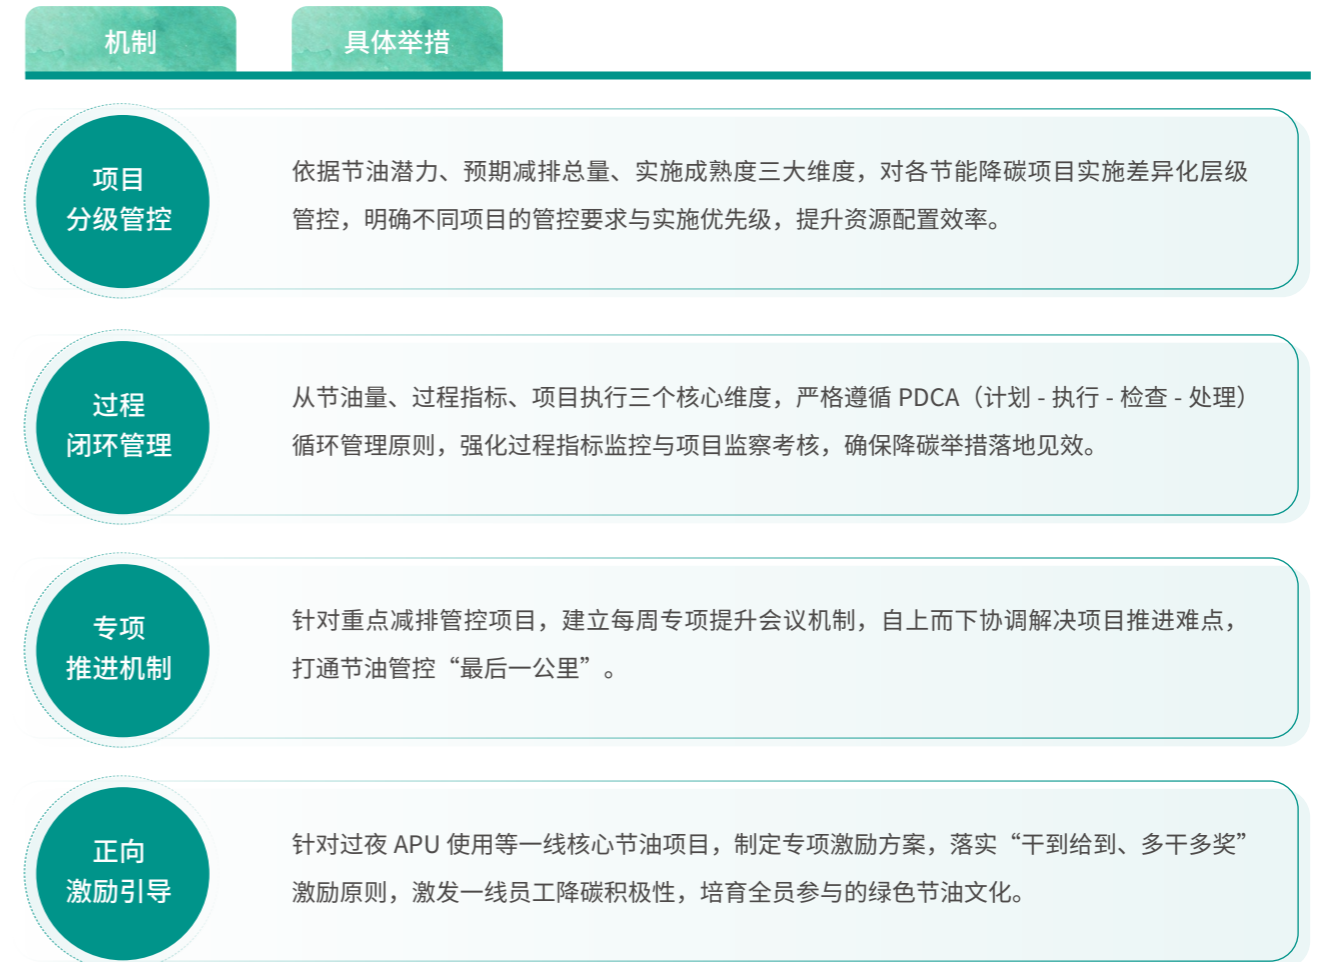 机制
具体举措
项目
分级管控
依据节油潜力、预期减排总量、实施成熟度三大维度，对各节能降碳项目实施差异化层级
管控，明确不同项目的管控要求与实施优先级，提升资源配置效率。
过程
闭环管理
从节油量、过程指标、项目执行三个核心维度，严格遵循 PDCA（计划 - 执行 - 检查 - 处理）
循环管理原则，强化过程指标监控与项目监察考核，确保降碳举措落地见效。
专项
推进机制
针对重点减排管控项目，建立每周专项提升会议机制，自上而下协调解决项目推进难点，
打通节油管控“最后一公里”。
正向
激励引导
针对过夜 APU 使用等一线核心节油项目，制定专项激励方案，落实“干到给到、多干多奖”
激励原则，激发一线员工降碳积极性，培育全员参与的绿色节油文化。